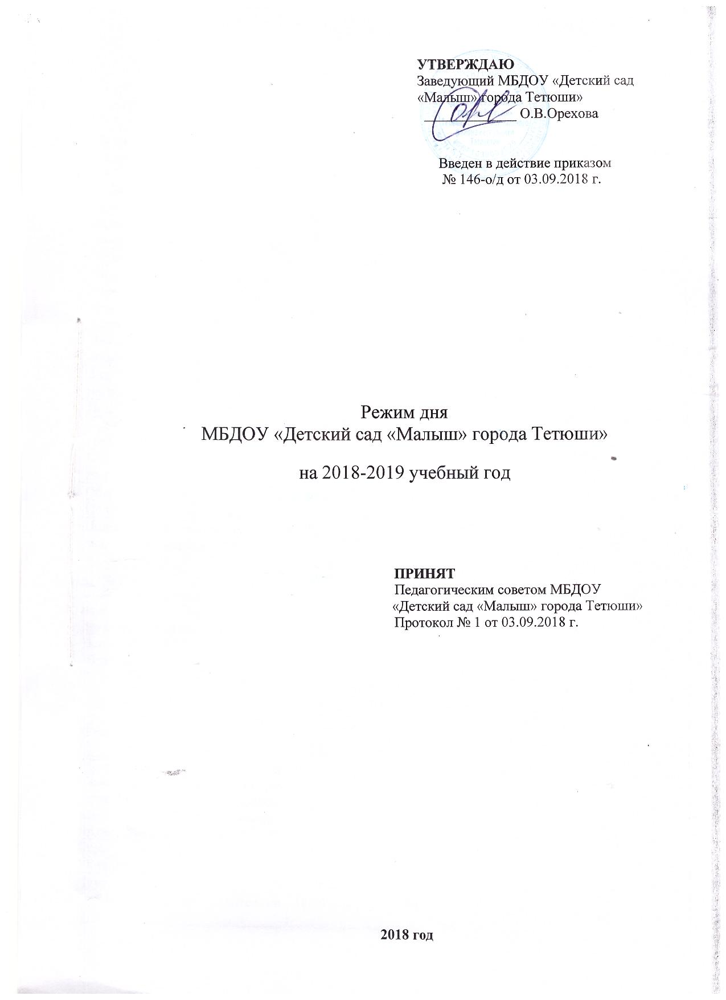 УТВЕРЖДАЮ
Заведующий МБДОУ «Детский сад
«Малыш» города Тетюши»
_____________ О.В.Орехова
Введен в действие приказом
№ 146-о/д от 03.09.2018 г.
Режим дня
МБДОУ «Детский сад «Малыш» города Тетюши»
на 2018-2019 учебный год
ПРИНЯТ
Педагогическим советом МБДОУ
«Детский сад «Малыш» города Тетюши»
Протокол № 1 от 03.09.2018 г.
2018 год